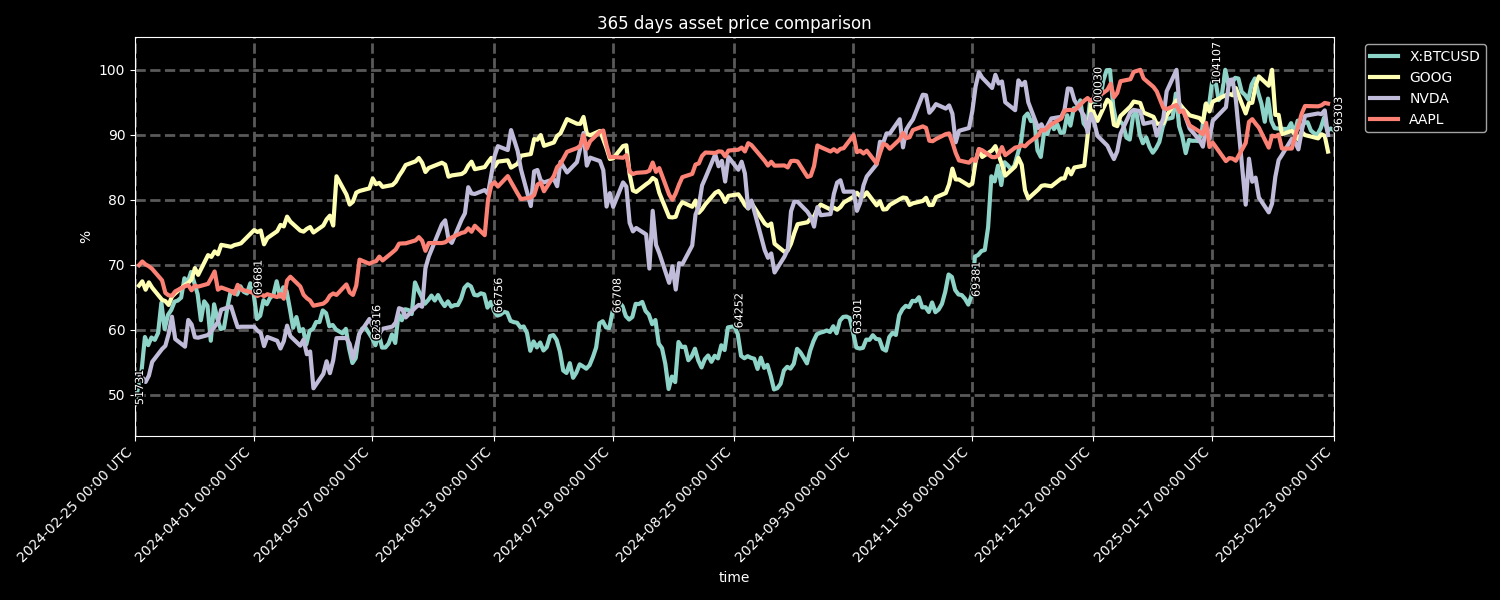 365 days asset price comparison
X:BTCUSD
GOOG
NVDA
AAPL
%
100
90
80
70
60
50
51731
69681
62316
66756
66708
64252
63301
69381
100030
104107
96303
2024-02-25 00:00 UTC
2024-04-01 00:00 UTC
2024-05-07 00:00 UTC
2024-06-13 00:00 UTC
2024-07-19 00:00 UTC
2024-08-25 00:00 UTC
2024-09-30 00:00 UTC
2024-11-05 00:00 UTC
2024-12-12 00:00 UTC
2025-01-17 00:00 UTC
2025-02-23 00:00 UTC
time